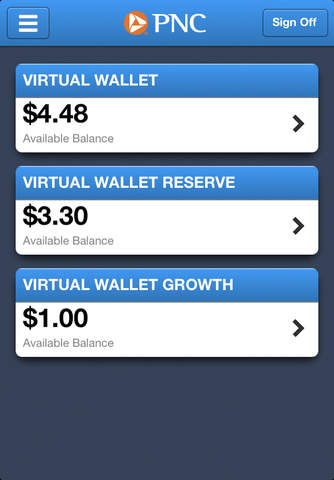 PNC
Sign Off
VIRTUAL WALLET
$4.48
Available Balance
VIRTUAL WALLET RESERVE
$3.30
Available Balance
VIRTUAL WALLET GROWTH
$1.00
Available Balance